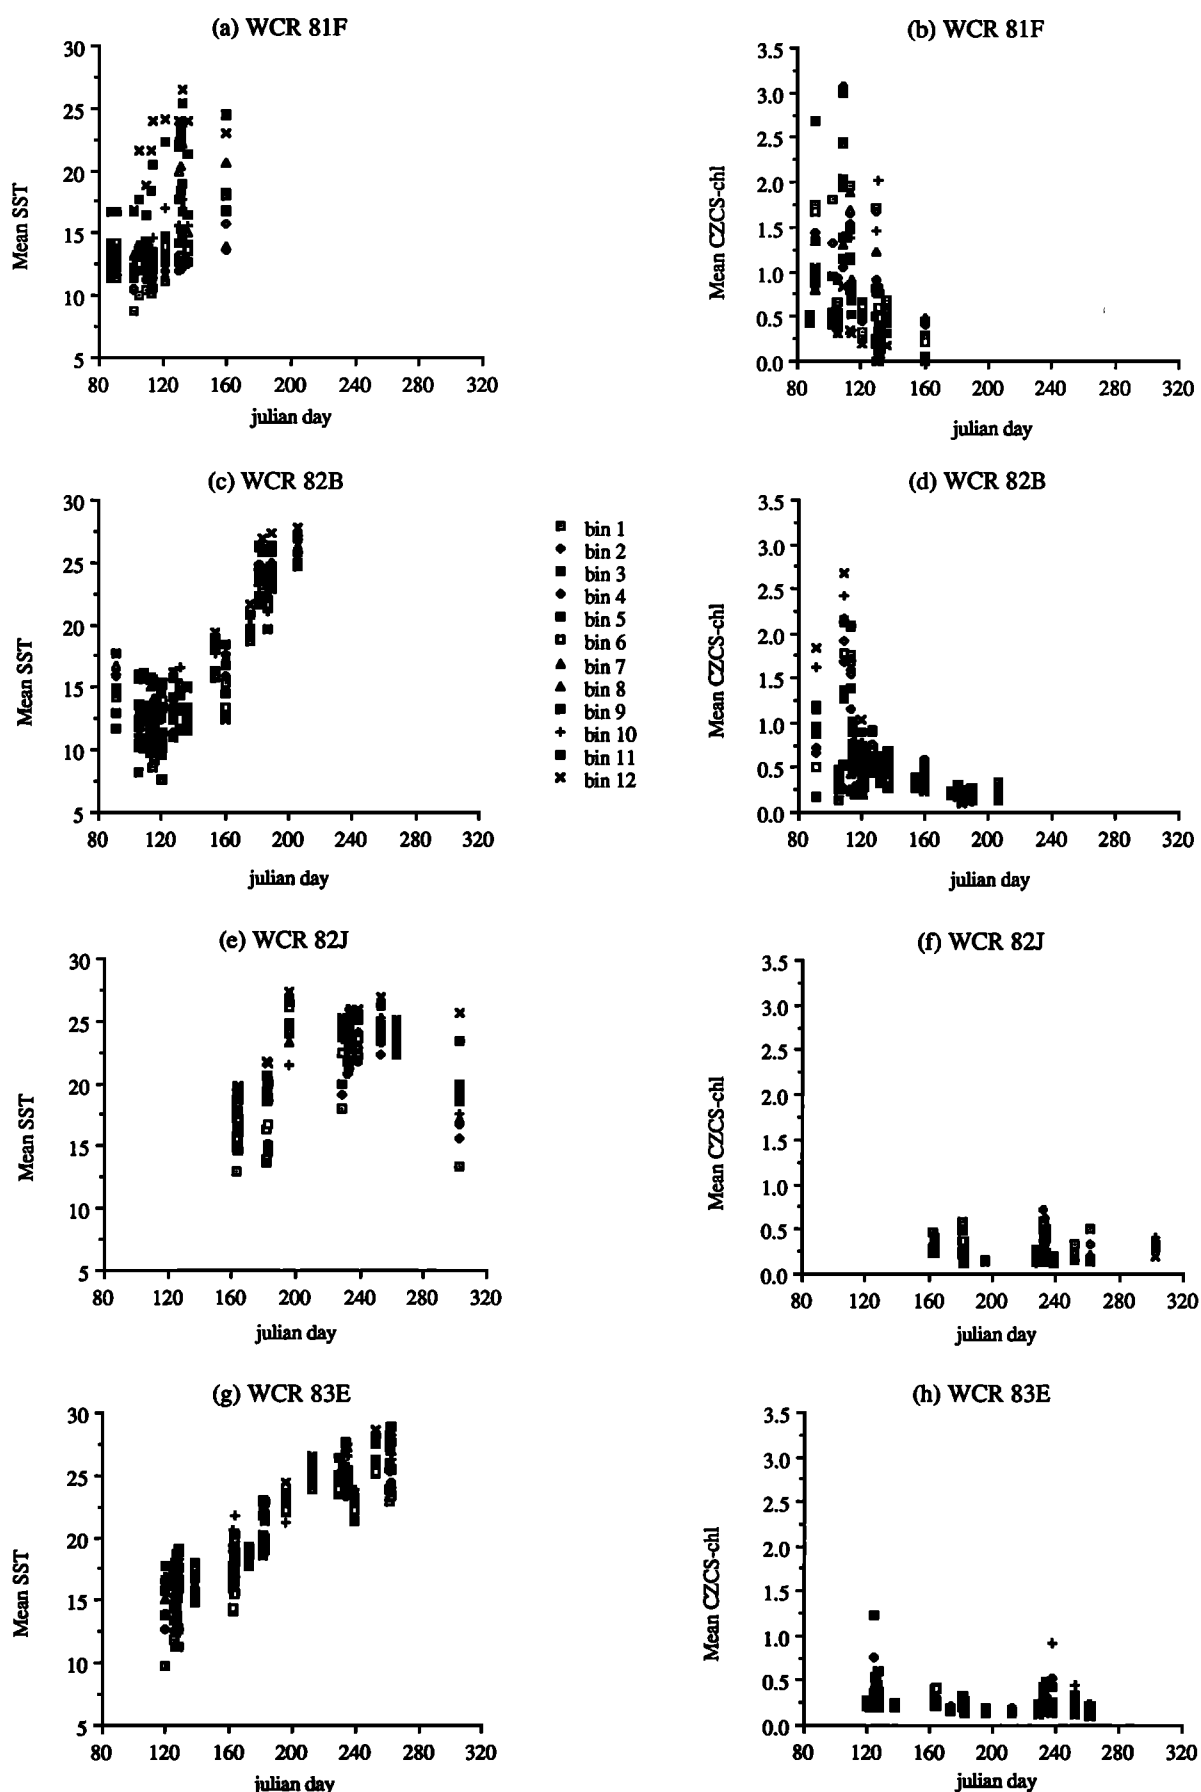 (a) WCR 81F
30
25
20
15
10
5
Mean SST
80 120 160 200 240 280 320
julian day
(b) WCR 81F
3.5
3.0
2.5
2.0
1.5
1.0
0.5
0.0
Mean CZCS-chl
80 120 160 200 240 280 320
julian day
(c) WCR 82B
30
25
20
15
10
5
Mean SST
80 120 160 200 240 280 320
julian day
bin 1
bin 2
bin 3
bin 4
bin 5
bin 6
bin 7
bin 8
bin 9
bin 10
bin 11
bin 12
(d) WCR 82B
3.5
3.0
2.5
2.0
1.5
1.0
0.5
0.0
Mean CZCS-chl
80 120 160 200 240 280 320
julian day
(e) WCR 82J
30
25
20
15
10
5
Mean SST
80 120 160 200 240 280 320
julian day
(f) WCR 82J
3.5
3.0
2.5
2.0
1.5
1.0
0.5
0.0
Mean CZCS-chl
80 120 160 200 240 280 320
julian day
(g) WCR 83E
30
25
20
15
10
5
Mean SST
80 120 160 200 240 280 320
julian day
(h) WCR 83E
3.5
3.0
2.5
2.0
1.5
1.0
0.5
0.0
Mean CZCS-chl
80 120 160 200 240 280 320
julian day